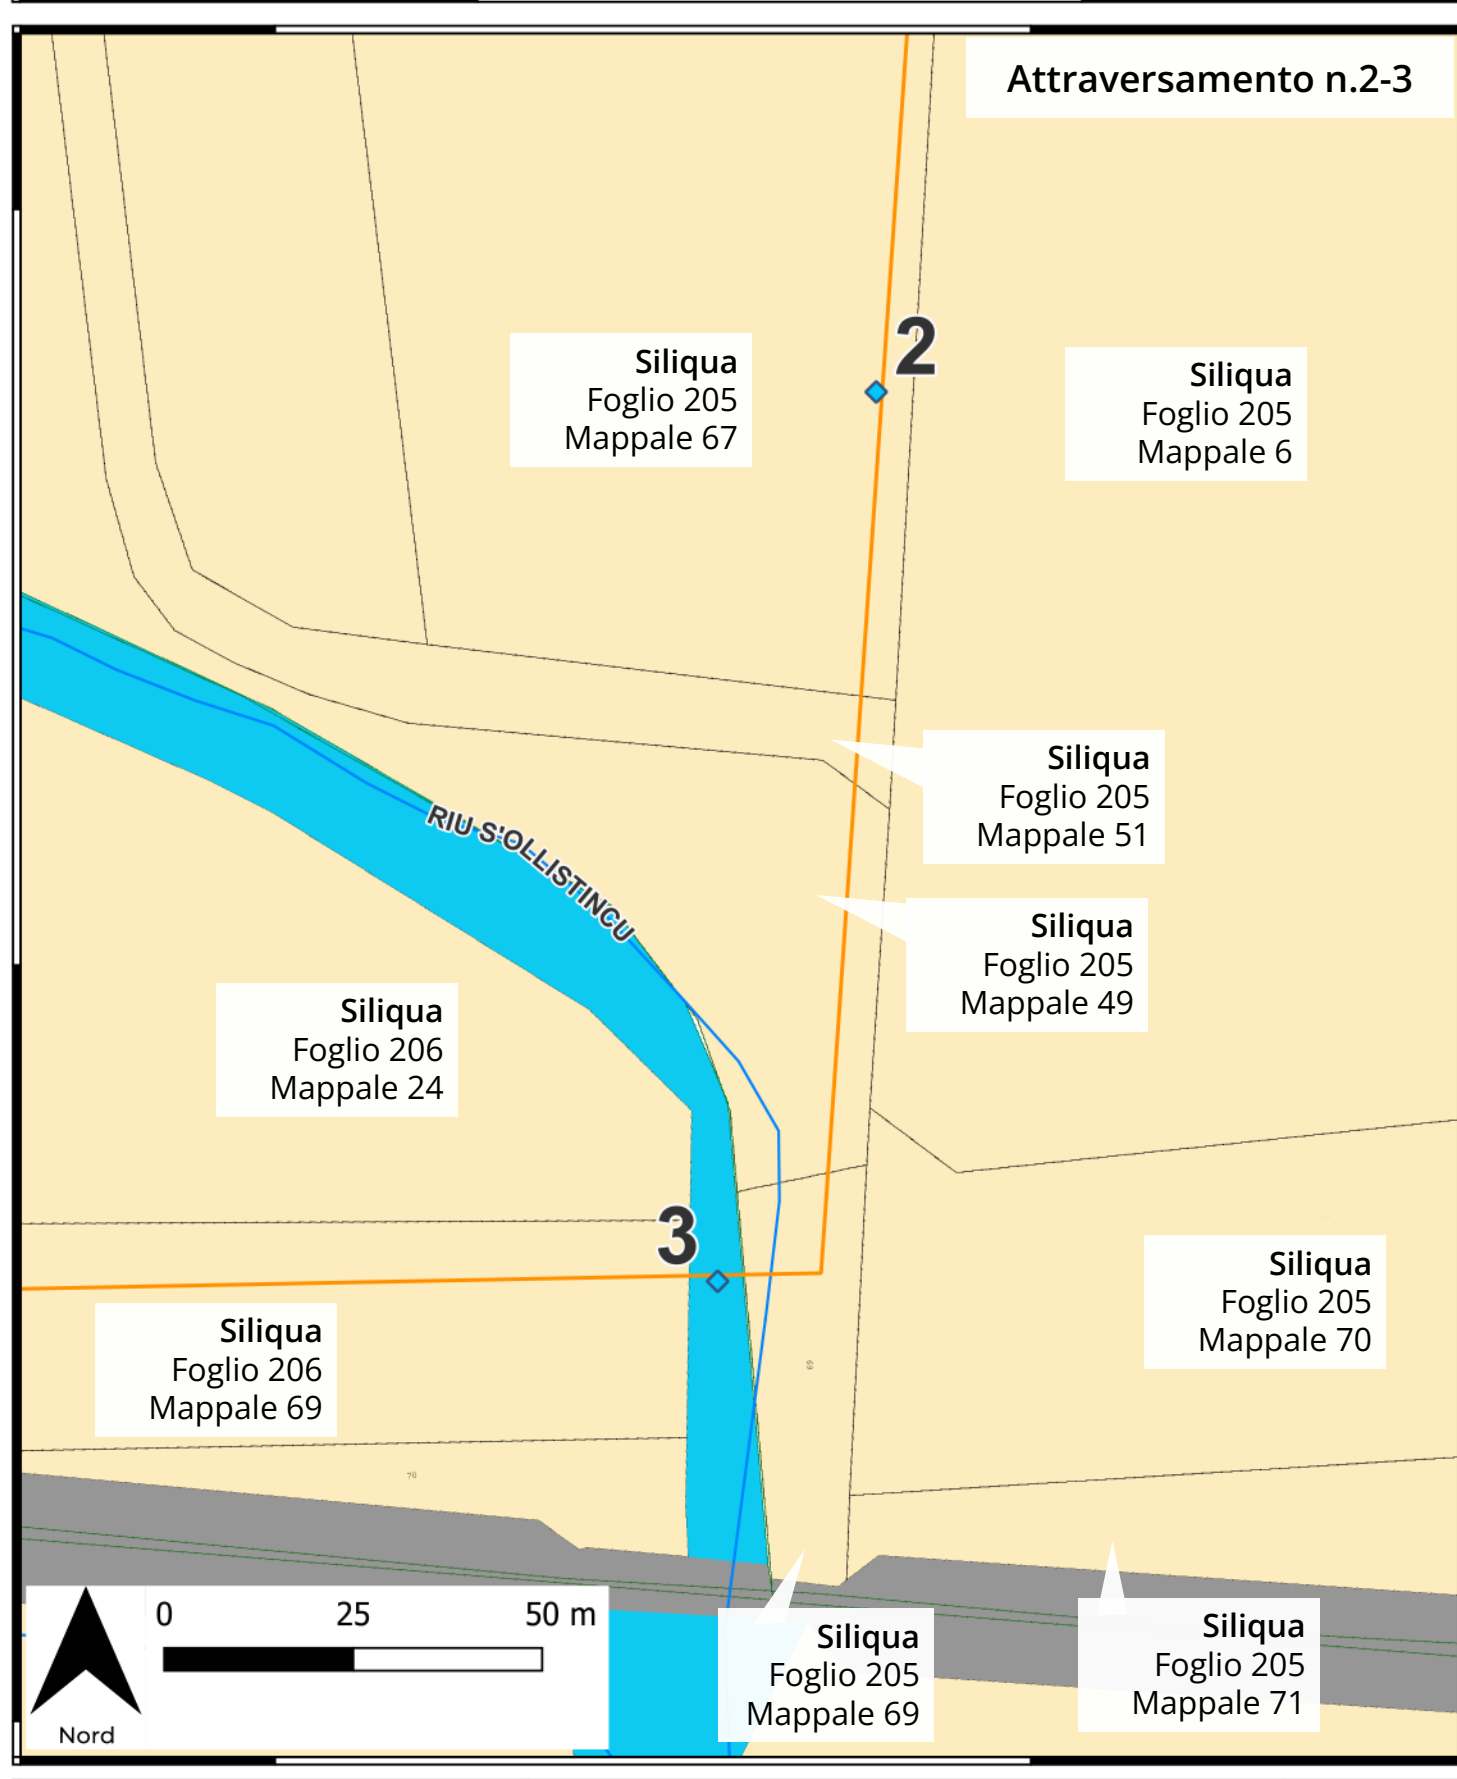 Attraversamento n.2-3
2
Siliqua
Foglio 205
Mappale 67
Siliqua
Foglio 205
Mappale 6
Siliqua
Foglio 205
Mappale 51
RIU S'OLLISTINCU
Siliqua
Foglio 205
Mappale 49
Siliqua
Foglio 206
Mappale 24
3
Siliqua
Foglio 205
Mappale 70
Siliqua
Foglio 206
Mappale 69
69
70
0 25 50 m
Nord
Siliqua
Foglio 205
Mappale 69
Siliqua
Foglio 205
Mappale 71